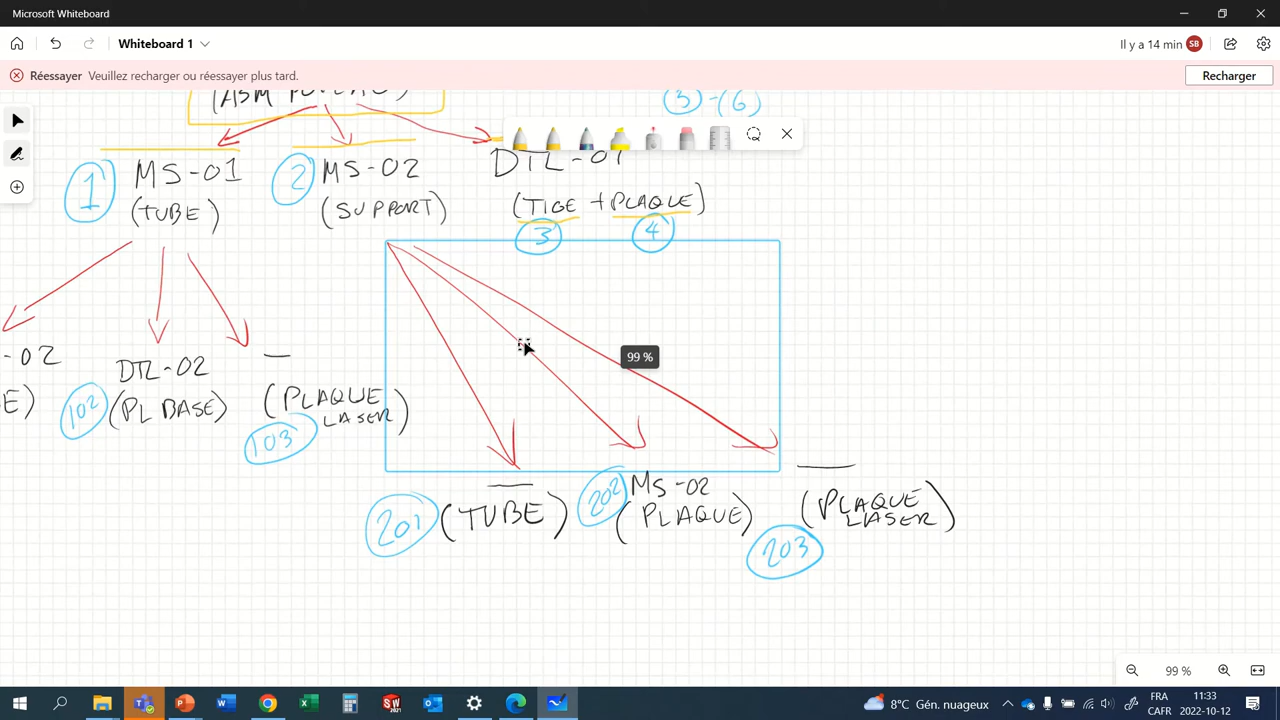 Microsoft Whiteboard
Whiteboard 1
Il y a 14 min SB
Réessayer Veuillez recharger ou réessayer plus tard.
Recharger
(3)-(6)
1 MS-01
(TUBE)
2 MS-02
(SUPPORT)
DTL-01
(TIGE + PLAQUE)
3 4
99 %
-02
E)
DTL-02
102 (PL BASE)
(PLAQUE
LASER)
103
201 (TUBE)
202 MS-02
(PLAQUE)
(PLAQUE
LASER)
203
99 %
8°C Gén. nuageux
FRA
CAFR
11:33
2022-10-12